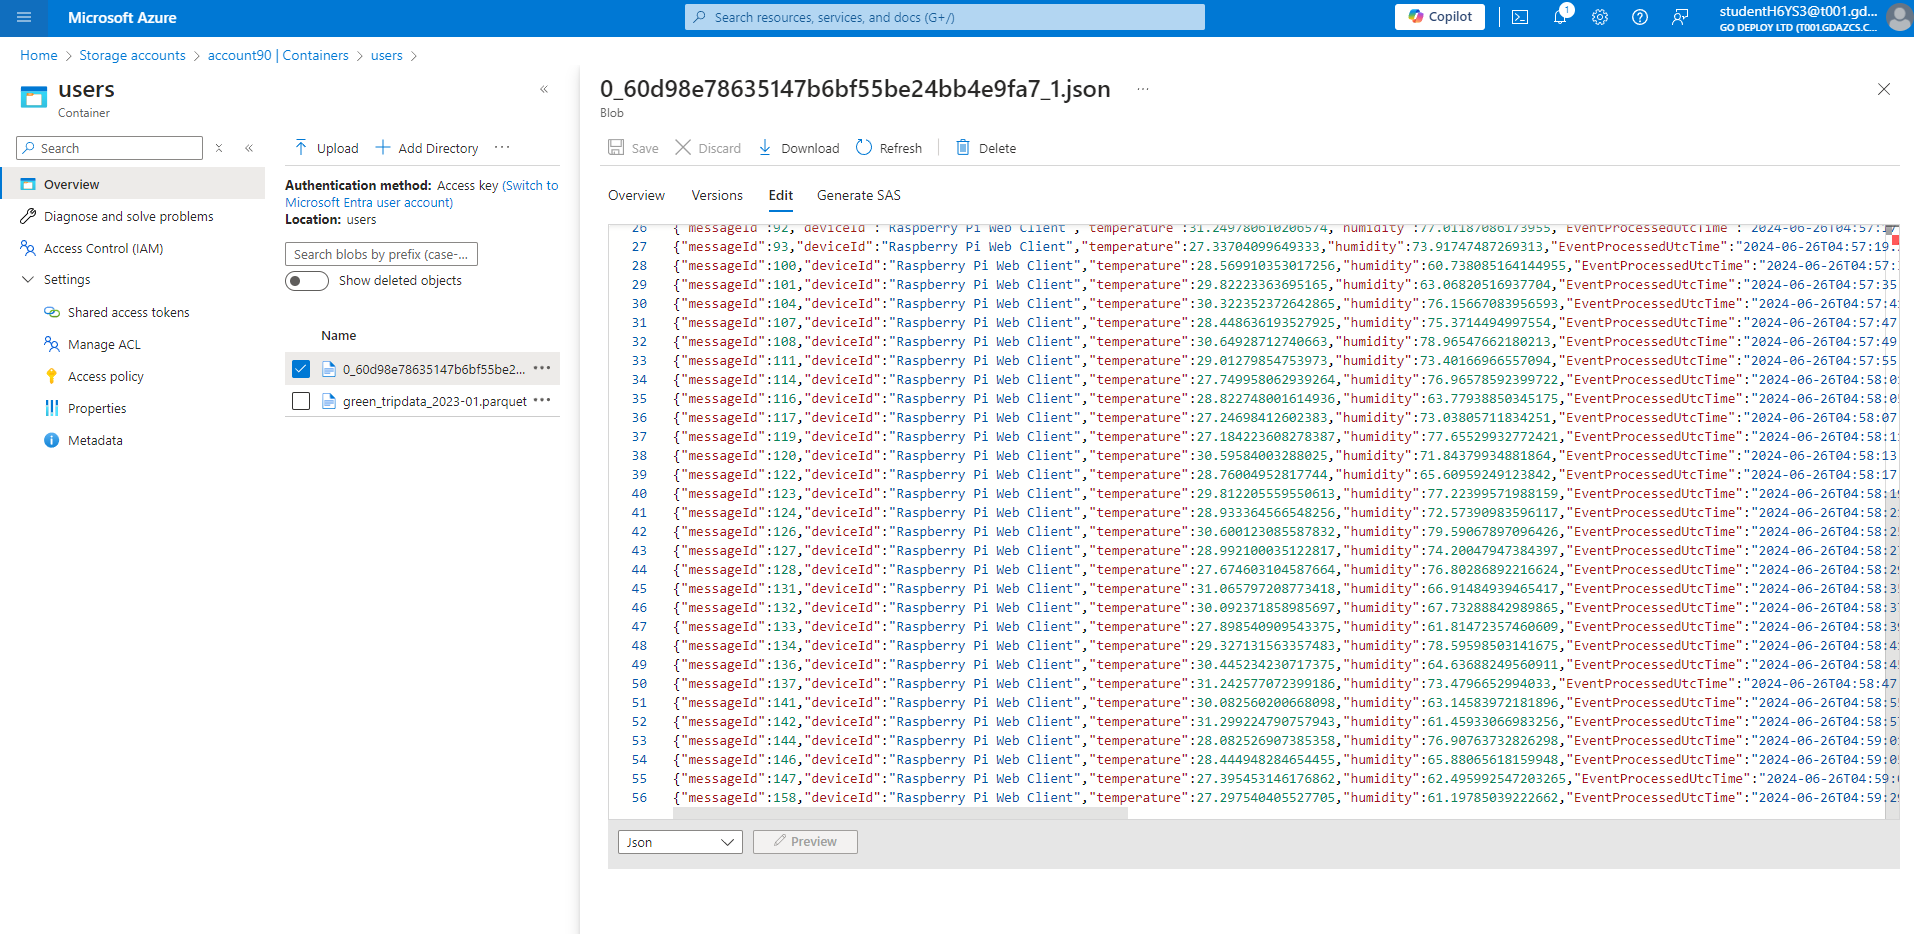 Microsoft Azure
Search resources, services, and docs (G+/)
Copilot
1
studentH6YS3@t001.gd...
GO DEPLOY LTD (T001.GDAZCS.C...
Home > Storage accounts > account90 | Containers > users >
users
Container
Search
Overview
Diagnose and solve problems
Access Control (IAM)
Settings
Shared access tokens
Manage ACL
Access policy
Properties
Metadata
Upload
Add Directory
Authentication method: Access key (Switch to
Microsoft Entra user account)
Location: users
Search blobs by prefix (case-...
Show deleted objects
Name
0_60d98e78635147b6bf55be2...
green_tripdata_2023-01.parquet
0_60d98e78635147b6bf55be24bb4e9fa7_1.json
Blob
Save
Discard
Download
Refresh
Delete
Overview
Versions
Edit
Generate SAS
26 {"messageId":92,"deviceId":"Raspberry Pi Web Client","temperature":31.249780610206574,"humidity":77.01187086173955,"EventProcessedUtcTime":"2024-06-26T04:57:
27 {"messageId":93,"deviceId":"Raspberry Pi Web Client","temperature":27.33704099649333,"humidity":73.91747487269313,"EventProcessedUtcTime":"2024-06-26T04:57:19.
28 {"messageId":100,"deviceId":"Raspberry Pi Web Client","temperature":28.569910353017256,"humidity":60.738085164144955,"EventProcessedUtcTime":"2024-06-26T04:57:
29 {"messageId":101,"deviceId":"Raspberry Pi Web Client","temperature":29.82223363695165,"humidity":63.06820516937704,"EventProcessedUtcTime":"2024-06-26T04:57:35
30 {"messageId":104,"deviceId":"Raspberry Pi Web Client","temperature":30.322352372642865,"humidity":76.15667083956593,"EventProcessedUtcTime":"2024-06-26T04:57:4
31 {"messageId":107,"deviceId":"Raspberry Pi Web Client","temperature":28.448636193527925,"humidity":75.3714494997554,"EventProcessedUtcTime":"2024-06-26T04:57:47
32 {"messageId":108,"deviceId":"Raspberry Pi Web Client","temperature":30.64928712740663,"humidity":78.96547662180213,"EventProcessedUtcTime":"2024-06-26T04:57:49
33 {"messageId":111,"deviceId":"Raspberry Pi Web Client","temperature":29.01279854753973,"humidity":73.40166966557094,"EventProcessedUtcTime":"2024-06-26T04:57:55
34 {"messageId":114,"deviceId":"Raspberry Pi Web Client","temperature":27.749958062939264,"humidity":76.96578592399722,"EventProcessedUtcTime":"2024-06-26T04:58:0
35 {"messageId":116,"deviceId":"Raspberry Pi Web Client","temperature":28.822748001614936,"humidity":63.77938850345175,"EventProcessedUtcTime":"2024-06-26T04:58:05
36 {"messageId":117,"deviceId":"Raspberry Pi Web Client","temperature":27.24698412602383,"humidity":73.03805711834251,"EventProcessedUtcTime":"2024-06-26T04:58:07
37 {"messageId":119,"deviceId":"Raspberry Pi Web Client","temperature":27.184223608278387,"humidity":77.65529932772421,"EventProcessedUtcTime":"2024-06-26T04:58:1
38 {"messageId":120,"deviceId":"Raspberry Pi Web Client","temperature":30.59584003288025,"humidity":71.84379934881864,"EventProcessedUtcTime":"2024-06-26T04:58:13
39 {"messageId":122,"deviceId":"Raspberry Pi Web Client","temperature":28.76004952817744,"humidity":65.60959249123842,"EventProcessedUtcTime":"2024-06-26T04:58:17
40 {"messageId":123,"deviceId":"Raspberry Pi Web Client","temperature":29.812205559550613,"humidity":77.22399571988159,"EventProcessedUtcTime":"2024-06-26T04:58:19
41 {"messageId":124,"deviceId":"Raspberry Pi Web Client","temperature":28.933364566548256,"humidity":72.57390983596117,"EventProcessedUtcTime":"2024-06-26T04:58:2
42 {"messageId":126,"deviceId":"Raspberry Pi Web Client","temperature":30.600123085587832,"humidity":79.59067897096426,"EventProcessedUtcTime":"2024-06-26T04:58:25
43 {"messageId":127,"deviceId":"Raspberry Pi Web Client","temperature":28.992100035122817,"humidity":74.20047947384397,"EventProcessedUtcTime":"2024-06-26T04:58:27
44 {"messageId":128,"deviceId":"Raspberry Pi Web Client","temperature":27.674603104587664,"humidity":76.80286892216624,"EventProcessedUtcTime":"2024-06-26T04:58:29
45 {"messageId":131,"deviceId":"Raspberry Pi Web Client","temperature":31.065797208773418,"humidity":66.91484939465417,"EventProcessedUtcTime":"2024-06-26T04:58:35
46 {"messageId":132,"deviceId":"Raspberry Pi Web Client","temperature":30.092371858985697,"humidity":67.73288842989865,"EventProcessedUtcTime":"2024-06-26T04:58:37
47 {"messageId":133,"deviceId":"Raspberry Pi Web Client","temperature":27.898540909543375,"humidity":61.81472357460609,"EventProcessedUtcTime":"2024-06-26T04:58:39
48 {"messageId":134,"deviceId":"Raspberry Pi Web Client","temperature":29.327131563357483,"humidity":78.59598503141675,"EventProcessedUtcTime":"2024-06-26T04:58:4
49 {"messageId":136,"deviceId":"Raspberry Pi Web Client","temperature":30.445234230717375,"humidity":64.63688249560911,"EventProcessedUtcTime":"2024-06-26T04:58:45
50 {"messageId":137,"deviceId":"Raspberry Pi Web Client","temperature":31.242577072399186,"humidity":73.4796652994033,"EventProcessedUtcTime":"2024-06-26T04:58:47
51 {"messageId":141,"deviceId":"Raspberry Pi Web Client","temperature":30.082560200668098,"humidity":63.14583972181896,"EventProcessedUtcTime":"2024-06-26T04:58:55
52 {"messageId":142,"deviceId":"Raspberry Pi Web Client","temperature":31.299224790757943,"humidity":61.45933066983256,"EventProcessedUtcTime":"2024-06-26T04:58:57
53 {"messageId":144,"deviceId":"Raspberry Pi Web Client","temperature":28.082526907385358,"humidity":76.90763732826298,"EventProcessedUtcTime":"2024-06-26T04:59:0
54 {"messageId":146,"deviceId":"Raspberry Pi Web Client","temperature":28.444948284654455,"humidity":65.88065618159948,"EventProcessedUtcTime":"2024-06-26T04:59:05
55 {"messageId":147,"deviceId":"Raspberry Pi Web Client","temperature":27.395453146176862,"humidity":62.495992547203265,"EventProcessedUtcTime":"2024-06-26T04:59:
56 {"messageId":158,"deviceId":"Raspberry Pi Web Client","temperature":27.297540405527705,"humidity":61.19785039222662,"EventProcessedUtcTime":"2024-06-26T04:59:29
Json
Preview